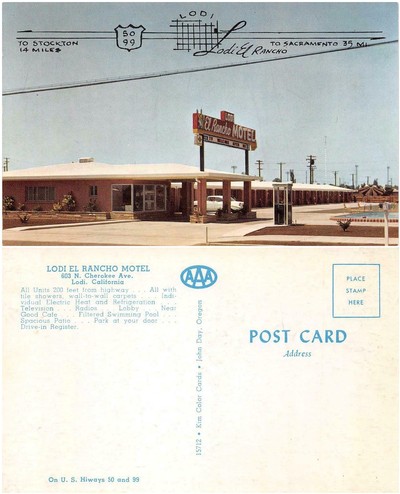 LODI
50
99
TO STOCKTON
14 MILES
Lodi El RANCHO
TO SACRAMENTO 35 MI.
LODI
El Rancho MOTEL
LODI EL RANCHO MOTEL
603 N. Cherokee Ave.
Lodi, California
All Units 200 feet from highway . . . All with
tile showers, wall-to-wall carpets . . . Indi-
vidual Electric Heat and Refrigeration . . .
Television . . . Radios . . . Lobby . . . Near
Good Cafe . . . Filtered Swimming Pool . . .
Spacious Patio . . . Park at your door . . .
Drive-in Register.
On U. S. Hiways 50 and 99
AAA
15712 • Kim Color Cards • John Day, Oregon
PLACE
STAMP
HERE
POST CARD
Address